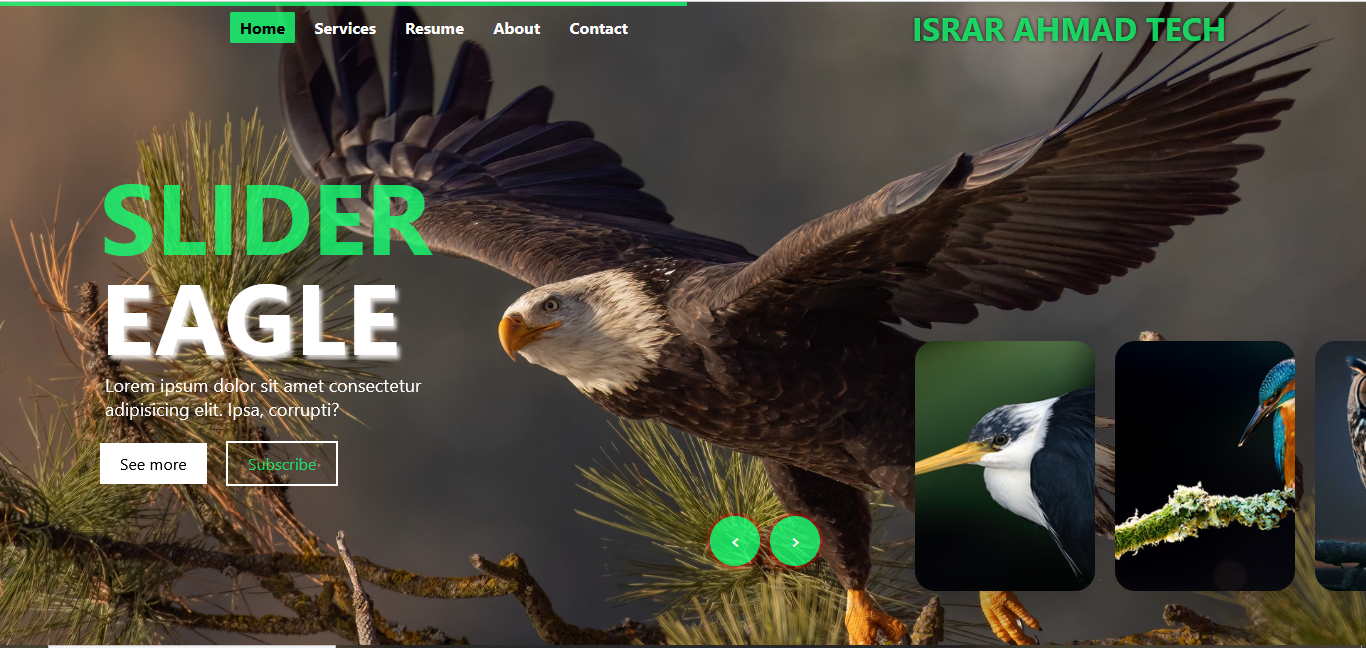 Home Services Resume About Contact
ISRAR AHMAD TECH
SLIDER
EAGLE
Lorem ipsum dolor sit amet consectetur
adipisicing elit. Ipsa, corrupti?
See more
Subscribe
< >